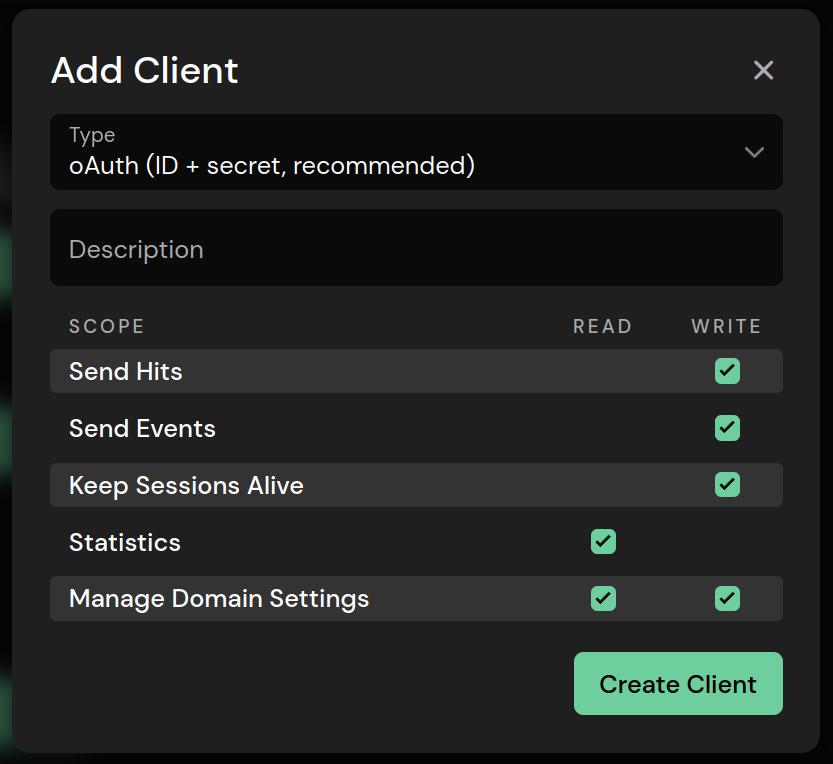 Add Client
Type
oAuth (ID + secret, recommended)
Description
SCOPE READ WRITE
Send Hits
Send Events
Keep Sessions Alive
Statistics
Manage Domain Settings
Create Client